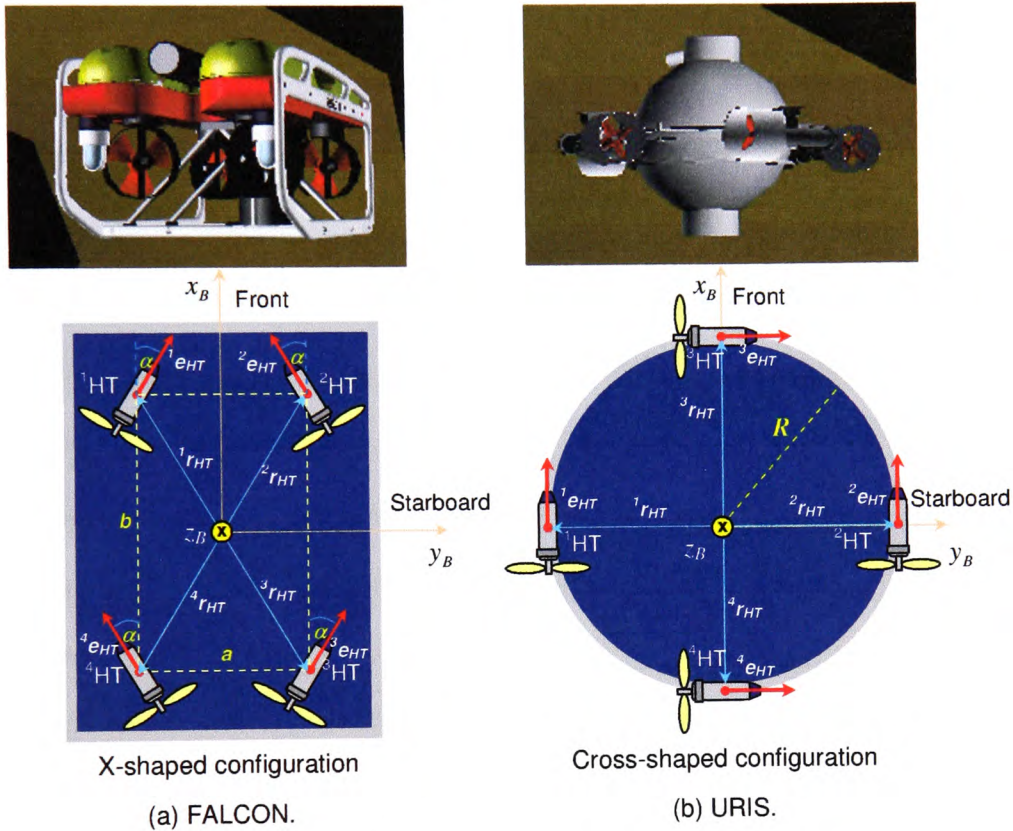 x_B Front
α ¹e_HT ²e_HT α
¹HT ²HT
¹r_HT ²r_HT
b
Starboard
x
z_B
y_B
⁴r_HT ³r_HT
⁴e_HT α α ³e_HT
⁴HT a ³HT
X-shaped configuration
(a) FALCON.
x_B Front
³HT ³e_HT
³r_HT R
¹e_HT ¹r_HT ²r_HT ²e_HT Starboard
x
¹HT z_B ²HT
y_B
⁴r_HT
⁴HT ⁴e_HT
Cross-shaped configuration
(b) URIS.